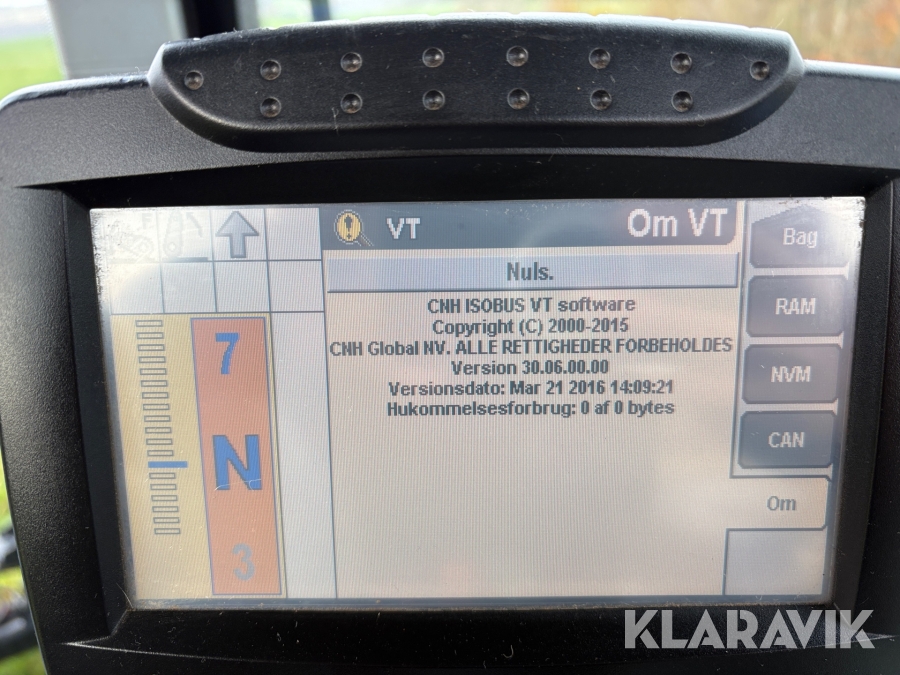 VT
Om VT
Bag
Nuls.
RAM
CNH ISOBUS VT software
Copyright (C) 2000-2015
CNH Global NV. ALLE RETTIGHEDER FORBEHOLDES
Version 30.06.00.00
Versionsdato: Mar 21 2016 14:09:21
Hukommelsesforbrug: 0 af 0 bytes
NVM
CAN
Om
7
N
3
KLARAVIK